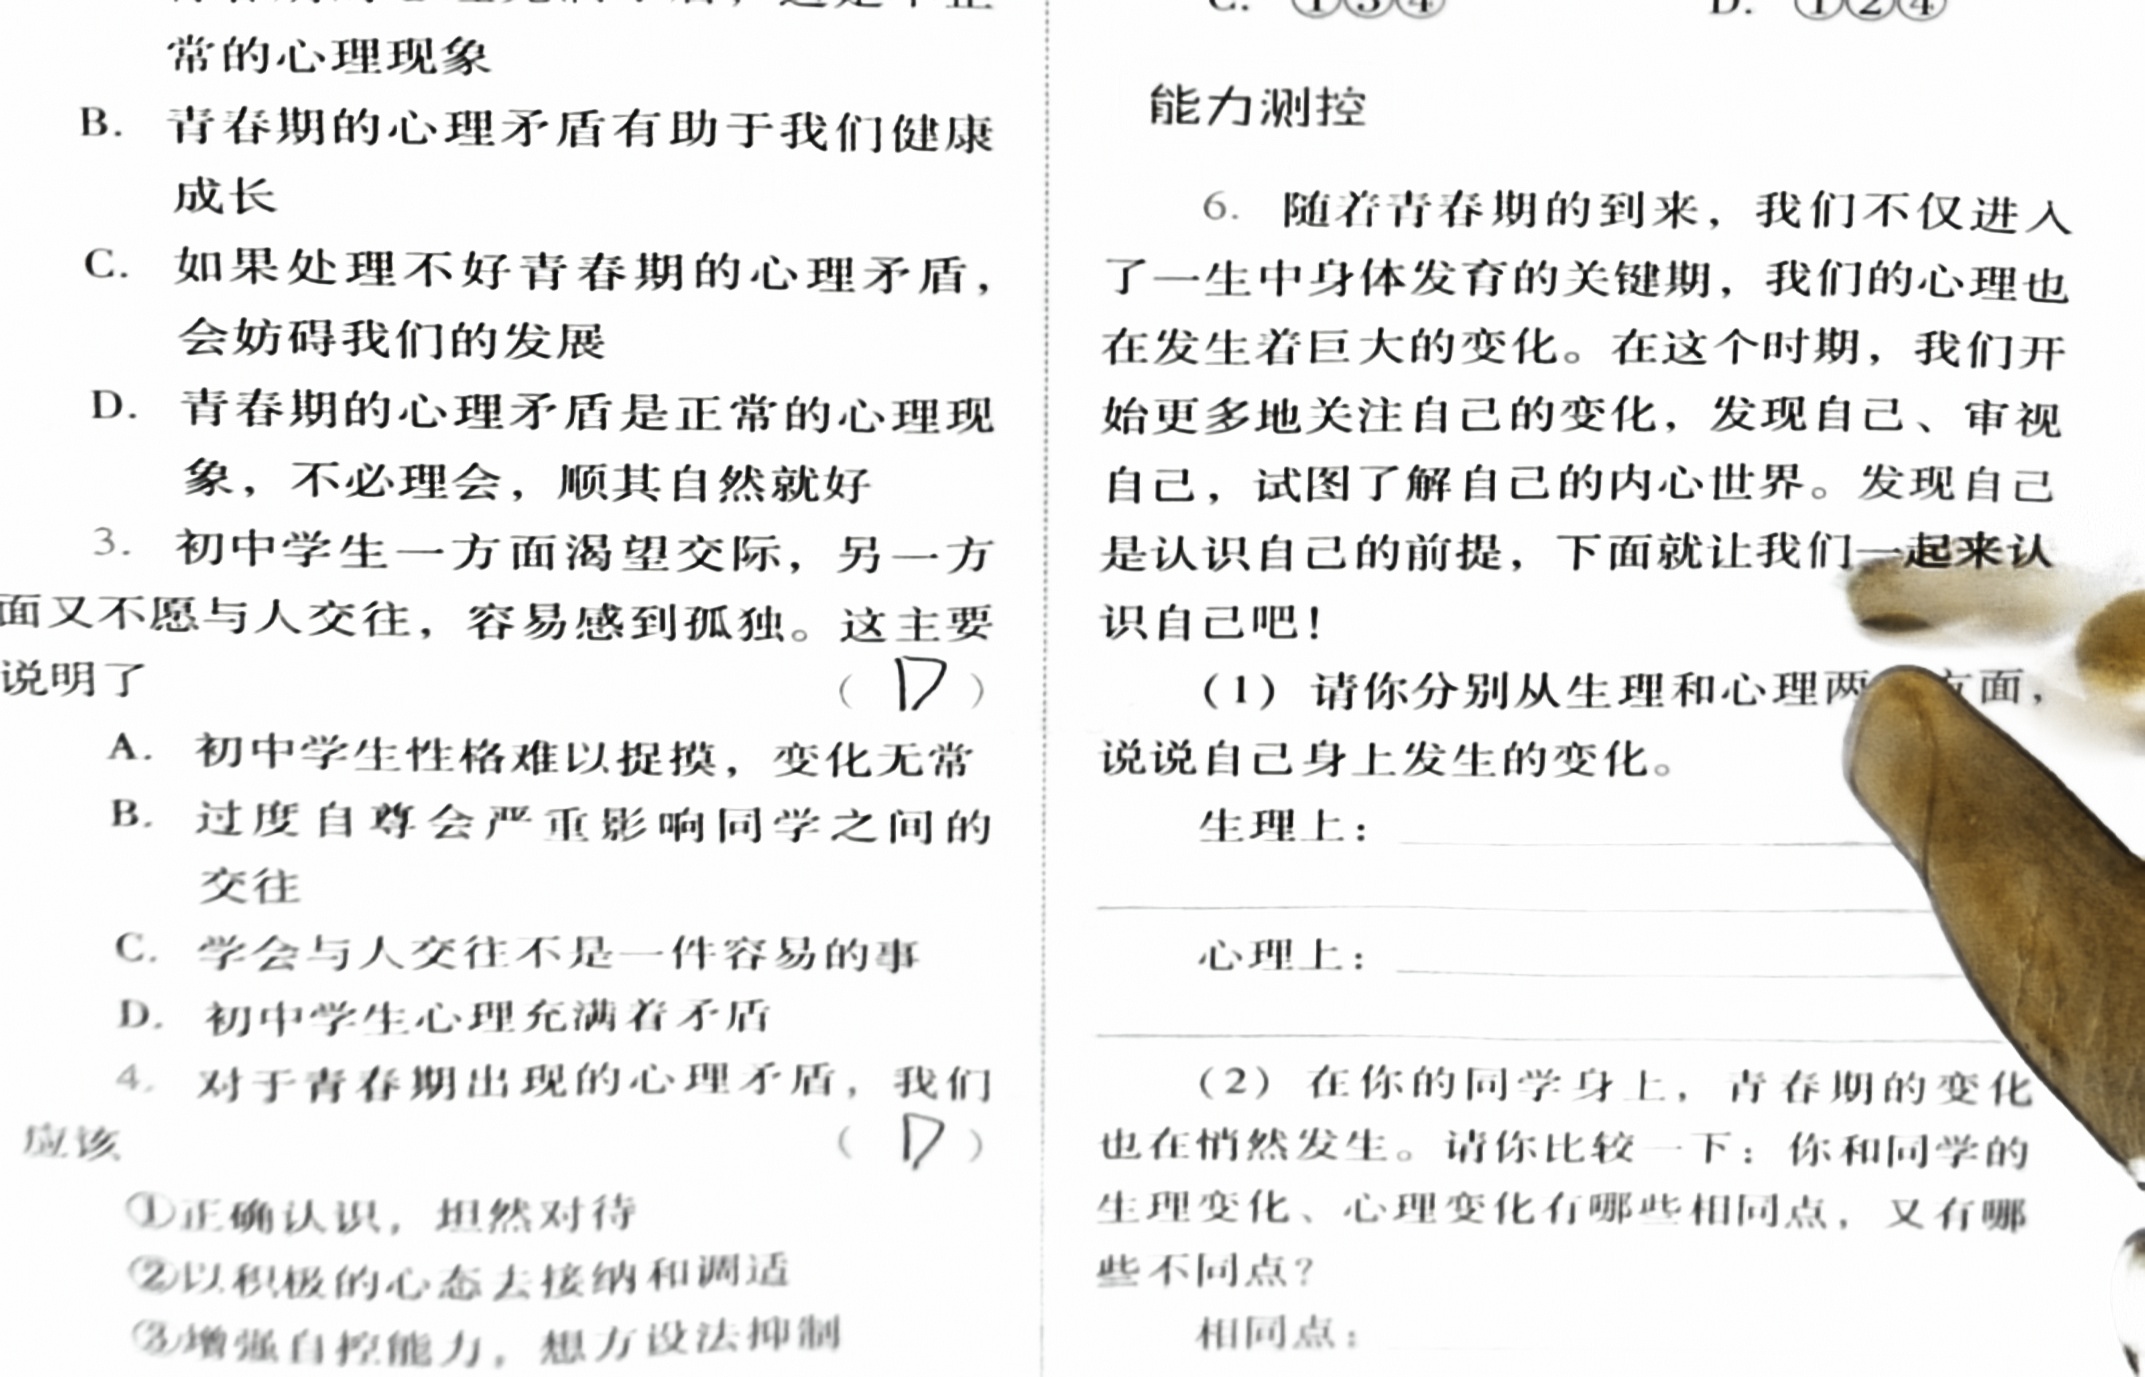 常的心理现象
B. 青春期的心理矛盾有助于我们健康
成长
C. 如果处理不好青春期的心理矛盾，
会妨碍我们的发展
D. 青春期的心理矛盾是正常的心理现
象，不必理会，顺其自然就好
3. 初中学生一方面渴望交际，另一方
面又不愿与人交往，容易感到孤独。这主要
说明了 （ D ）
A. 初中学生性格难以捉摸，变化无常
B. 过度自尊会严重影响同学之间的
交往
C. 学会与人交往不是一件容易的事
D. 初中学生心理充满着矛盾
4. 对于青春期出现的心理矛盾，我们
应该 （ D ）
①正确认识，坦然对待
②以积极的心态去接纳和调适
③增强自控能力，想方设法抑制
C. ①③④ D. ①②④
能力测控
6. 随着青春期的到来，我们不仅进入
了一生中身体发育的关键期，我们的心理也
在发生着巨大的变化。在这个时期，我们开
始更多地关注自己的变化，发现自己、审视
自己，试图了解自己的内心世界。发现自己
是认识自己的前提，下面就让我们一起来认
识自己吧！
（1）请你分别从生理和心理两方面，
说说自己身上发生的变化。
生理上：
心理上：
（2）在你的同学身上，青春期的变化
也在悄然发生。请你比较一下：你和同学的
生理变化、心理变化有哪些相同点，又有哪
些不同点？
相同点：